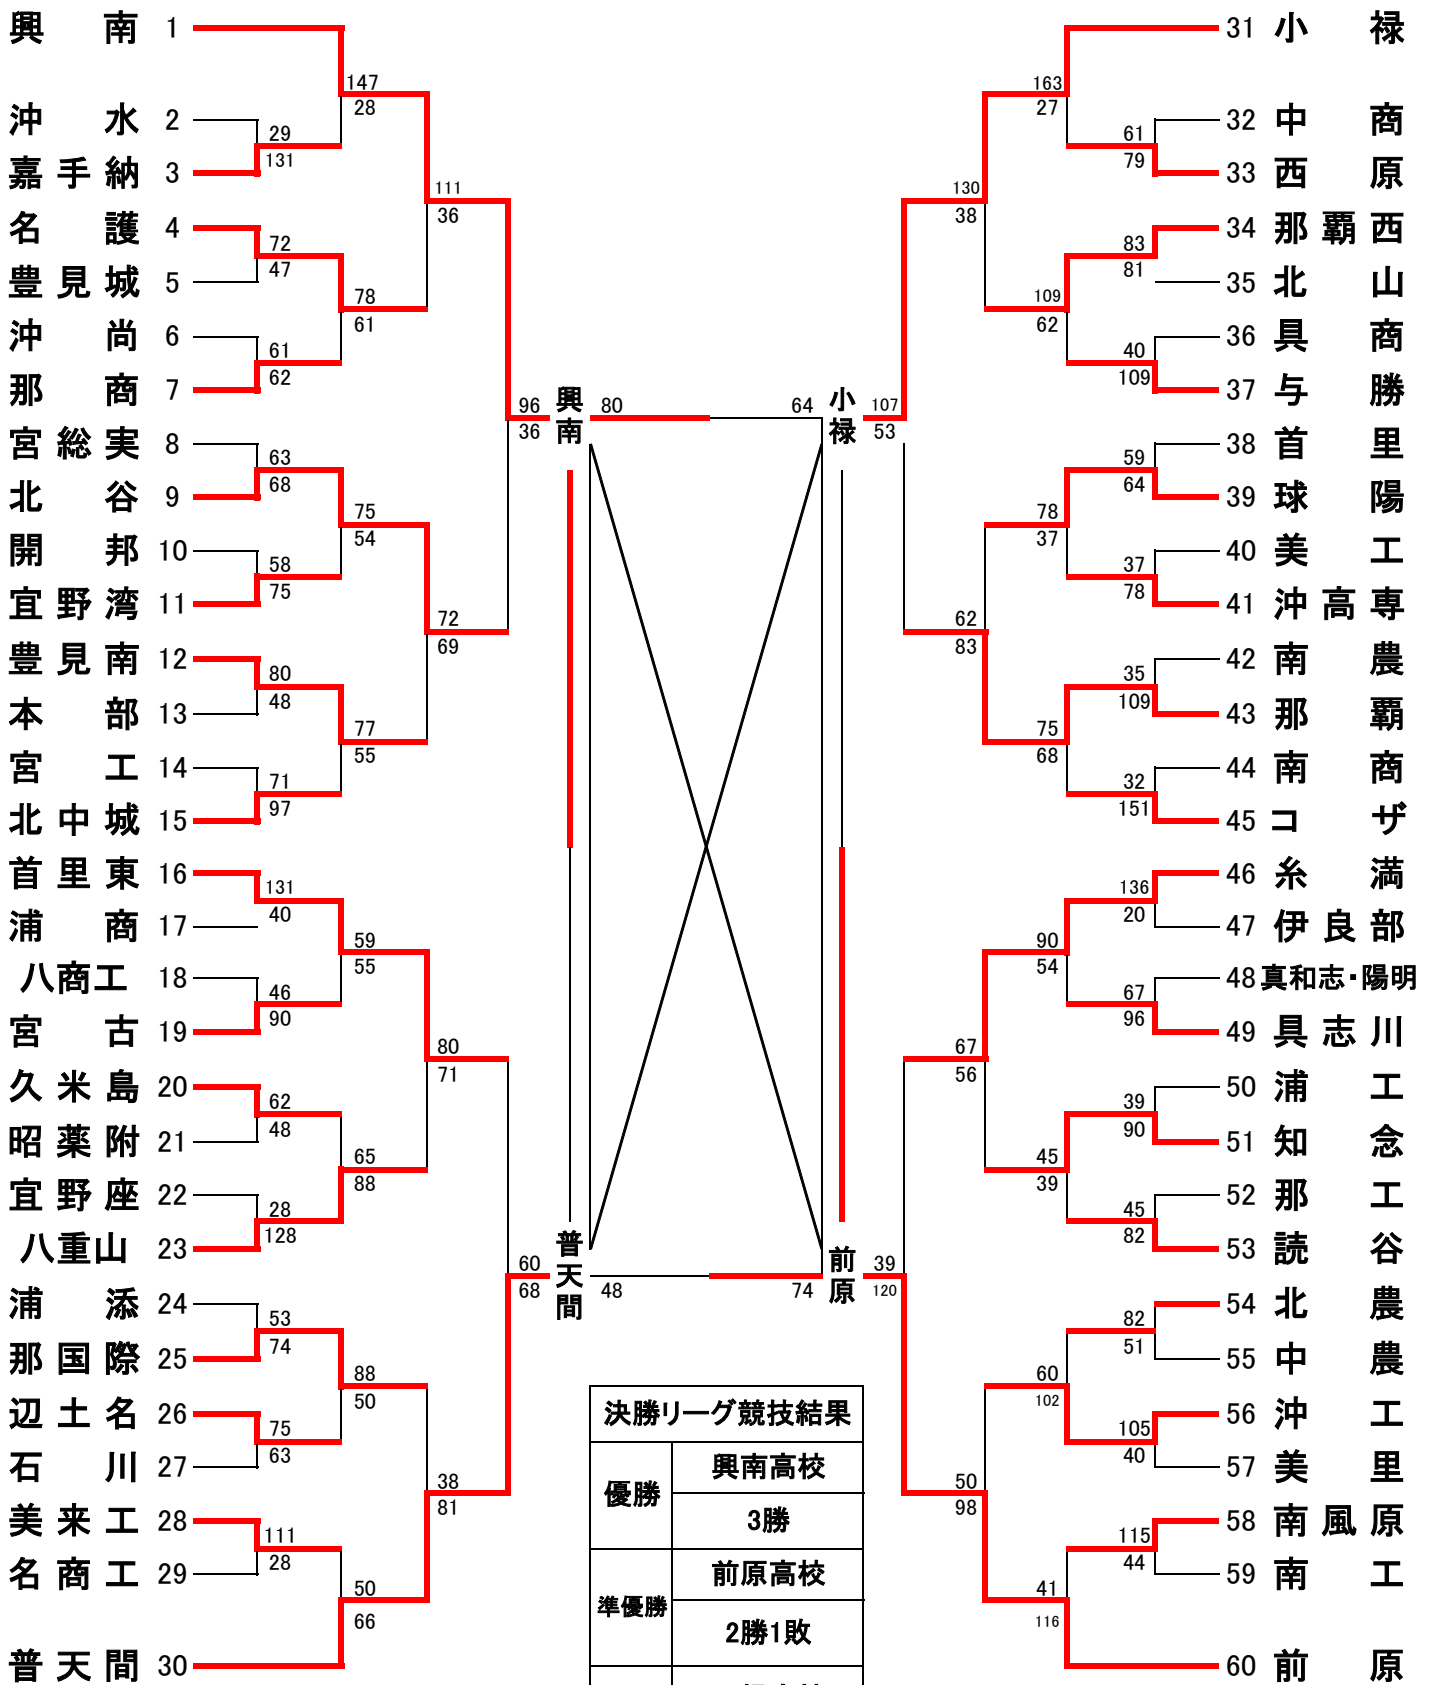 興南 1
沖水 2
嘉手納 3
名護 4
豊見城 5
沖尚 6
那商 7
宮総実 8
北谷 9
開邦 10
宜野湾 11
豊見南 12
本部 13
宮工 14
北中城 15
首里東 16
浦商 17
八商工 18
宮古 19
久米島 20
昭薬附 21
宜野座 22
八重山 23
浦添 24
那国際 25
辺土名 26
石川 27
美来工 28
名商工 29
普天間 30
29
131
72
47
61
62
63
68
58
75
80
48
71
97
131
40
46
90
62
48
28
128
53
74
75
63
111
28
147
28
78
61
75
54
77
55
59
55
65
88
88
50
50
66
111
36
72
69
80
71
38
81
96
36
60
68
興南
80
64
小禄
普天間
48
74
前原
107
53
39
120
130
38
62
83
67
56
50
98
163
27
109
62
78
37
75
68
90
54
45
39
60
102
41
116
61
79
83
81
40
109
59
64
37
78
35
109
32
151
136
20
67
96
39
90
45
82
82
51
105
40
115
44
31 小禄
32 中商
33 西原
34 那覇西
35 北山
36 具商
37 与勝
38 首里
39 球陽
40 美工
41 沖高専
42 南農
43 那覇
44 南商
45 コザ
46 糸満
47 伊良部
48 真和志・陽明
49 具志川
50 浦工
51 知念
52 那工
53 読谷
54 北農
55 中農
56 沖工
57 美里
58 南風原
59 南工
60 前原
決勝リーグ競技結果
優勝
興南高校
3勝
準優勝
前原高校
2勝1敗